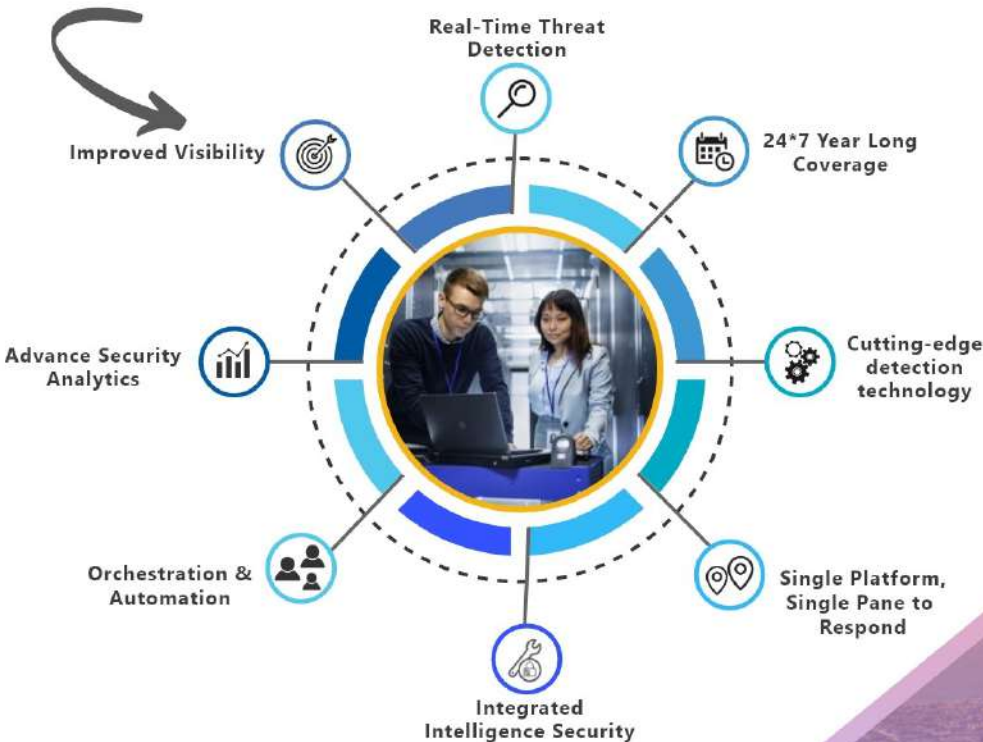 Real-Time Threat
Detection
Improved Visibility
24*7 Year Long
Coverage
Advance Security
Analytics
Cutting-edge
detection
technology
Orchestration &
Automation
Single Platform,
Single Pane to
Respond
Integrated
Intelligence Security